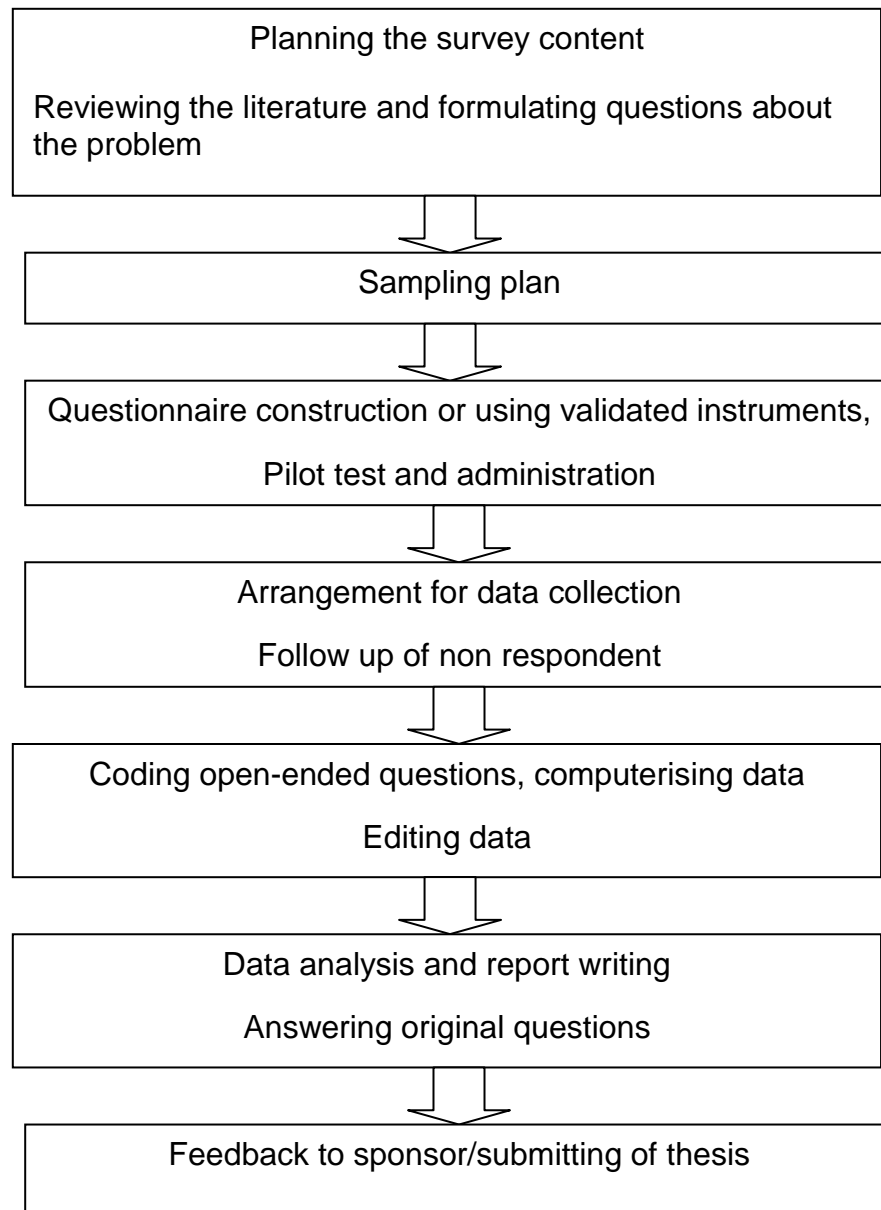 Planning the survey content
Reviewing the literature and formulating questions about
the problem
Sampling plan
Questionnaire construction or using validated instruments,
Pilot test and administration
Arrangement for data collection
Follow up of non respondent
Coding open-ended questions, computerising data
Editing data
Data analysis and report writing
Answering original questions
Feedback to sponsor/submitting of thesis